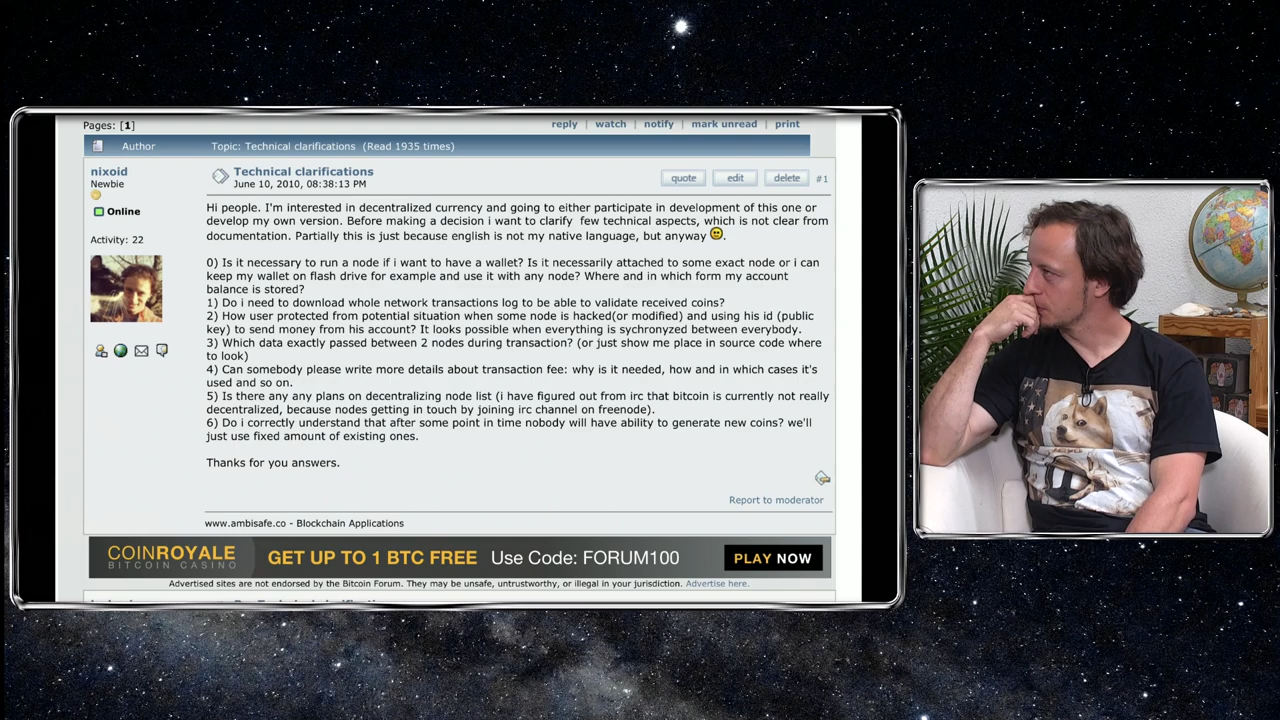 Pages: [1]
reply | watch | notify | mark unread | print
Author Topic: Technical clarifications (Read 1935 times)
nixoid
Newbie
Online
Activity: 22
Technical clarifications
June 10, 2010, 08:38:13 PM
quote edit delete #1
Hi people. I'm interested in decentralized currency and going to either participate in development of this one or
develop my own version. Before making a decision i want to clarify few technical aspects, which is not clear from
documentation. Partially this is just because english is not my native language, but anyway .
0) Is it necessary to run a node if i want to have a wallet? Is it necessarily attached to some exact node or i can
keep my wallet on flash drive for example and use it with any node? Where and in which form my account
balance is stored?
1) Do i need to download whole network transactions log to be able to validate received coins?
2) How user protected from potential situation when some node is hacked(or modified) and using his id (public
key) to send money from his account? It looks possible when everything is sychronyzed between everybody.
3) Which data exactly passed between 2 nodes during transaction? (or just show me place in source code where
to look)
4) Can somebody please write more details about transaction fee: why is it needed, how and in which cases it's
used and so on.
5) Is there any any plans on decentralizing node list (i have figured out from irc that bitcoin is currently not really
decentralized, because nodes getting in touch by joining irc channel on freenode).
6) Do i correctly understand that after some point in time nobody will have ability to generate new coins? we'll
just use fixed amount of existing ones.
Thanks for you answers.
Report to moderator
www.ambisafe.co - Blockchain Applications
COINROYALE
BITCOIN CASINO
GET UP TO 1 BTC FREE Use Code: FORUM100
PLAY NOW
Advertised sites are not endorsed by the Bitcoin Forum. They may be unsafe, untrustworthy, or illegal in your jurisdiction. Advertise here.